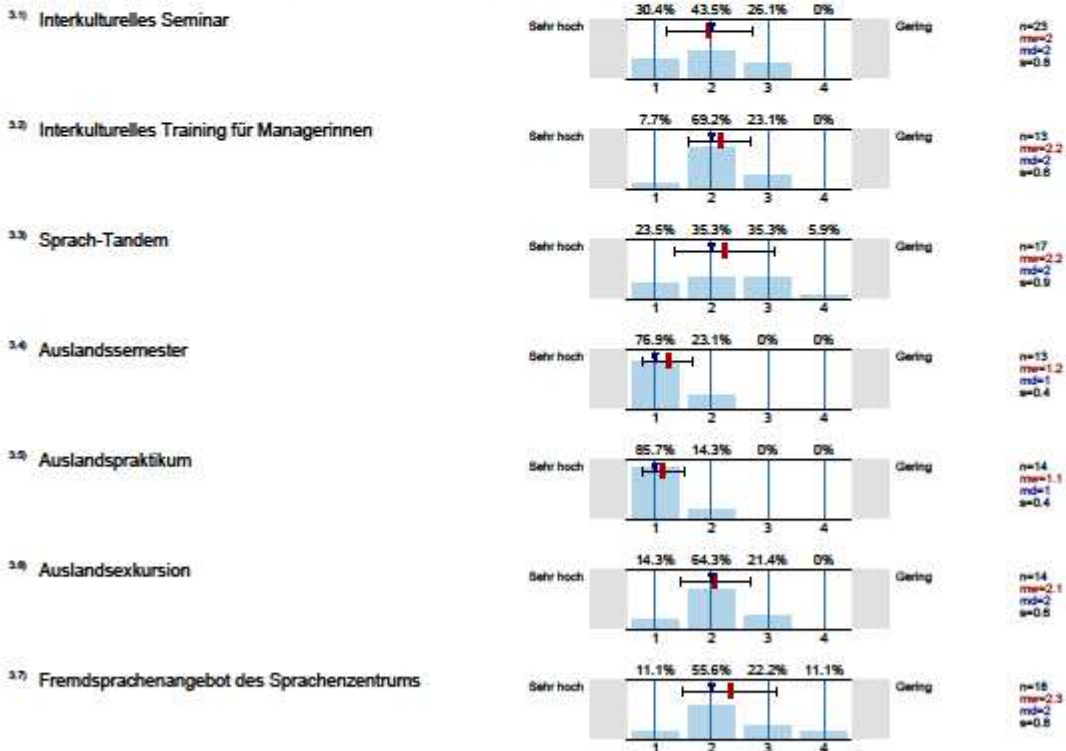 3.1) Interkulturelles Seminar
30.4% 43.5% 26.1% 0%
Sehr hoch
Gering
1 2 3 4
n=23
mw=2
md=2
s=0.8
3.2) Interkulturelles Training für Managerinnen
7.7% 69.2% 23.1% 0%
Sehr hoch
Gering
1 2 3 4
n=13
mw=2.2
md=2
s=0.6
3.3) Sprach-Tandem
23.5% 35.3% 35.3% 5.9%
Sehr hoch
Gering
1 2 3 4
n=17
mw=2.2
md=2
s=0.9
3.4) Auslandssemester
76.9% 23.1% 0% 0%
Sehr hoch
Gering
1 2 3 4
n=13
mw=1.2
md=1
s=0.4
3.5) Auslandspraktikum
85.7% 14.3% 0% 0%
Sehr hoch
Gering
1 2 3 4
n=14
mw=1.1
md=1
s=0.4
3.6) Auslandsexkursion
14.3% 64.3% 21.4% 0%
Sehr hoch
Gering
1 2 3 4
n=14
mw=2.1
md=2
s=0.6
3.7) Fremdsprachenangebot des Sprachenzentrums
11.1% 55.6% 22.2% 11.1%
Sehr hoch
Gering
1 2 3 4
n=18
mw=2.3
md=2
s=0.8